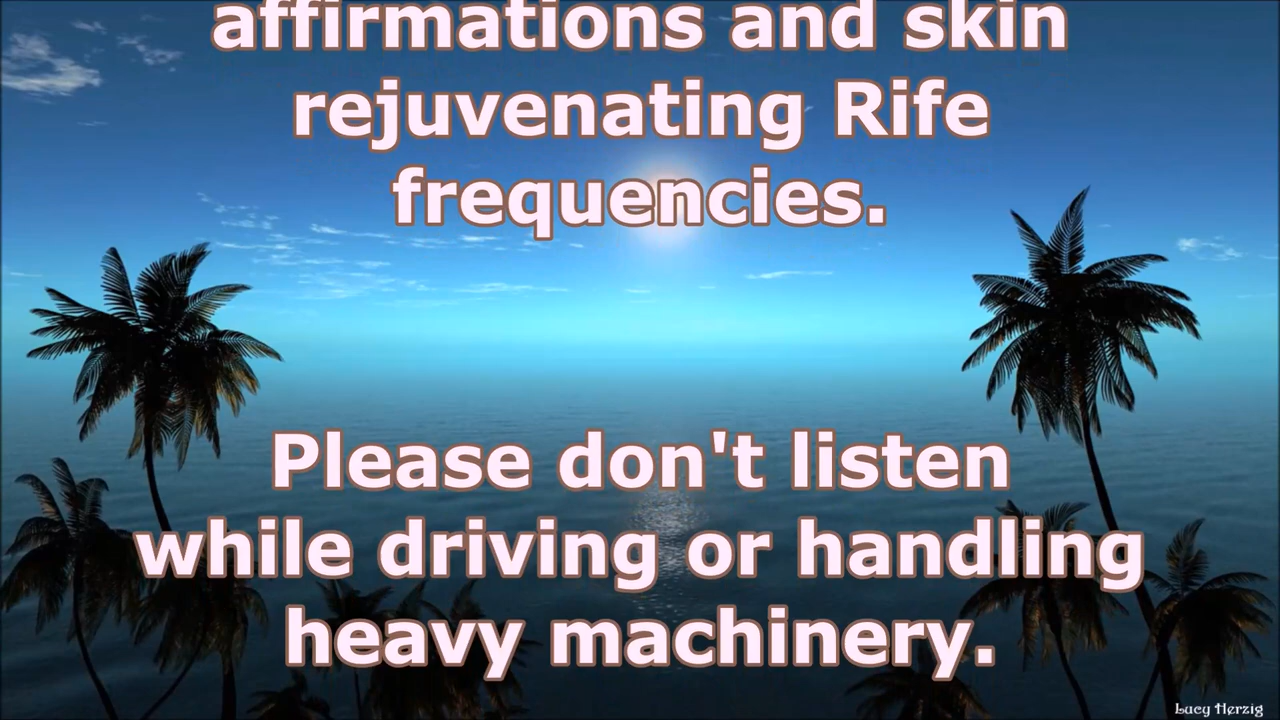 affirmations and skin
rejuvenating Rife
frequencies.
Please don't listen
while driving or handling
heavy machinery.
Lucy Herzig